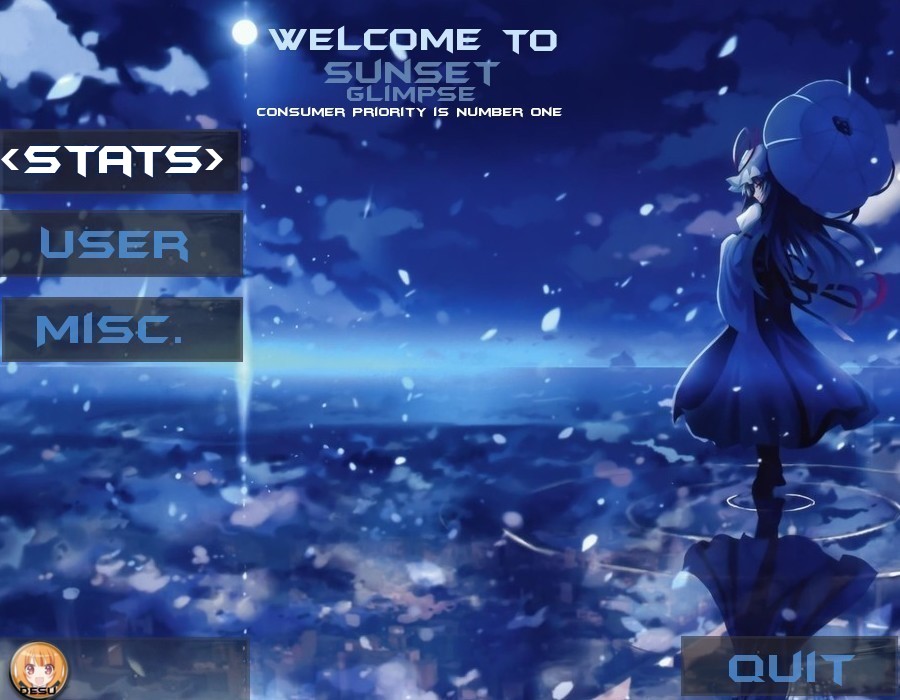 WELCOME TO
SUNSET
GLIMPSE
CONSUMER PRIORITY IS NUMBER ONE
<STATS>
USER
MISC.
DESU
QUIT